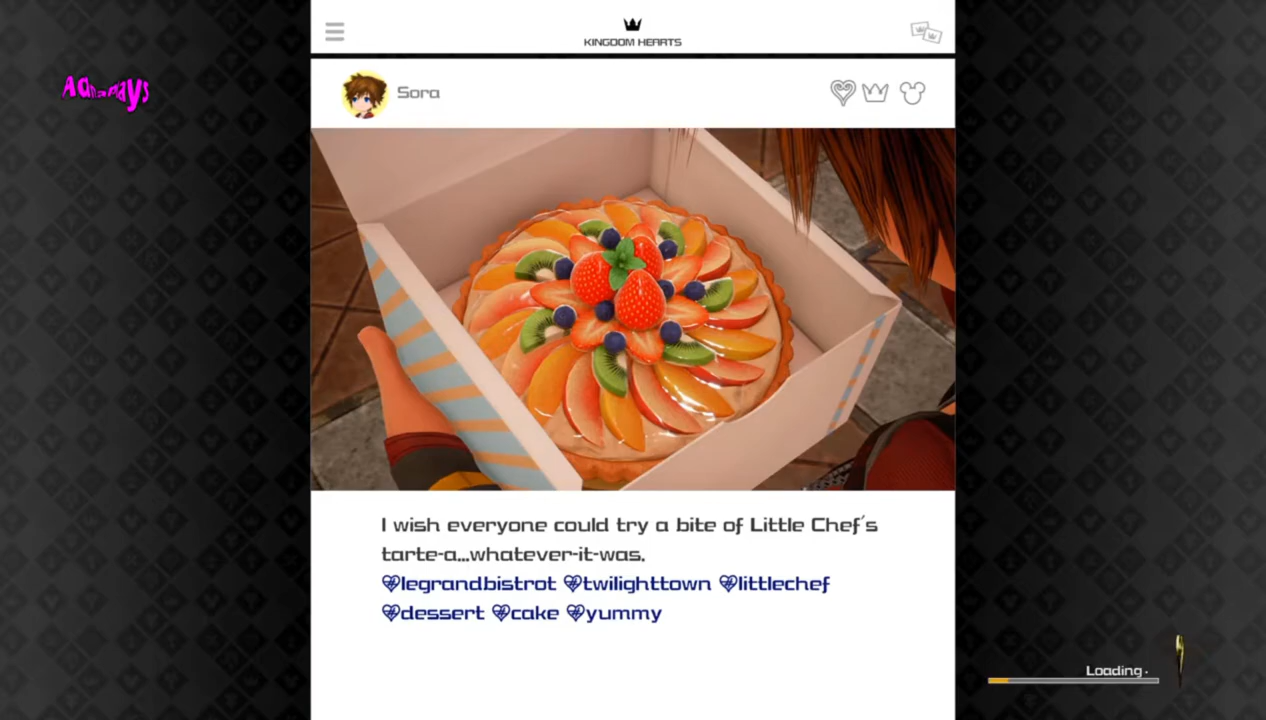 KINGDOM HEARTS
Sora
I wish everyone could try a bite of Little Chef's
tarte-a...whatever-it-was.
legrandbistrot twilighttown littlechef
dessert cake yummy
Loading.